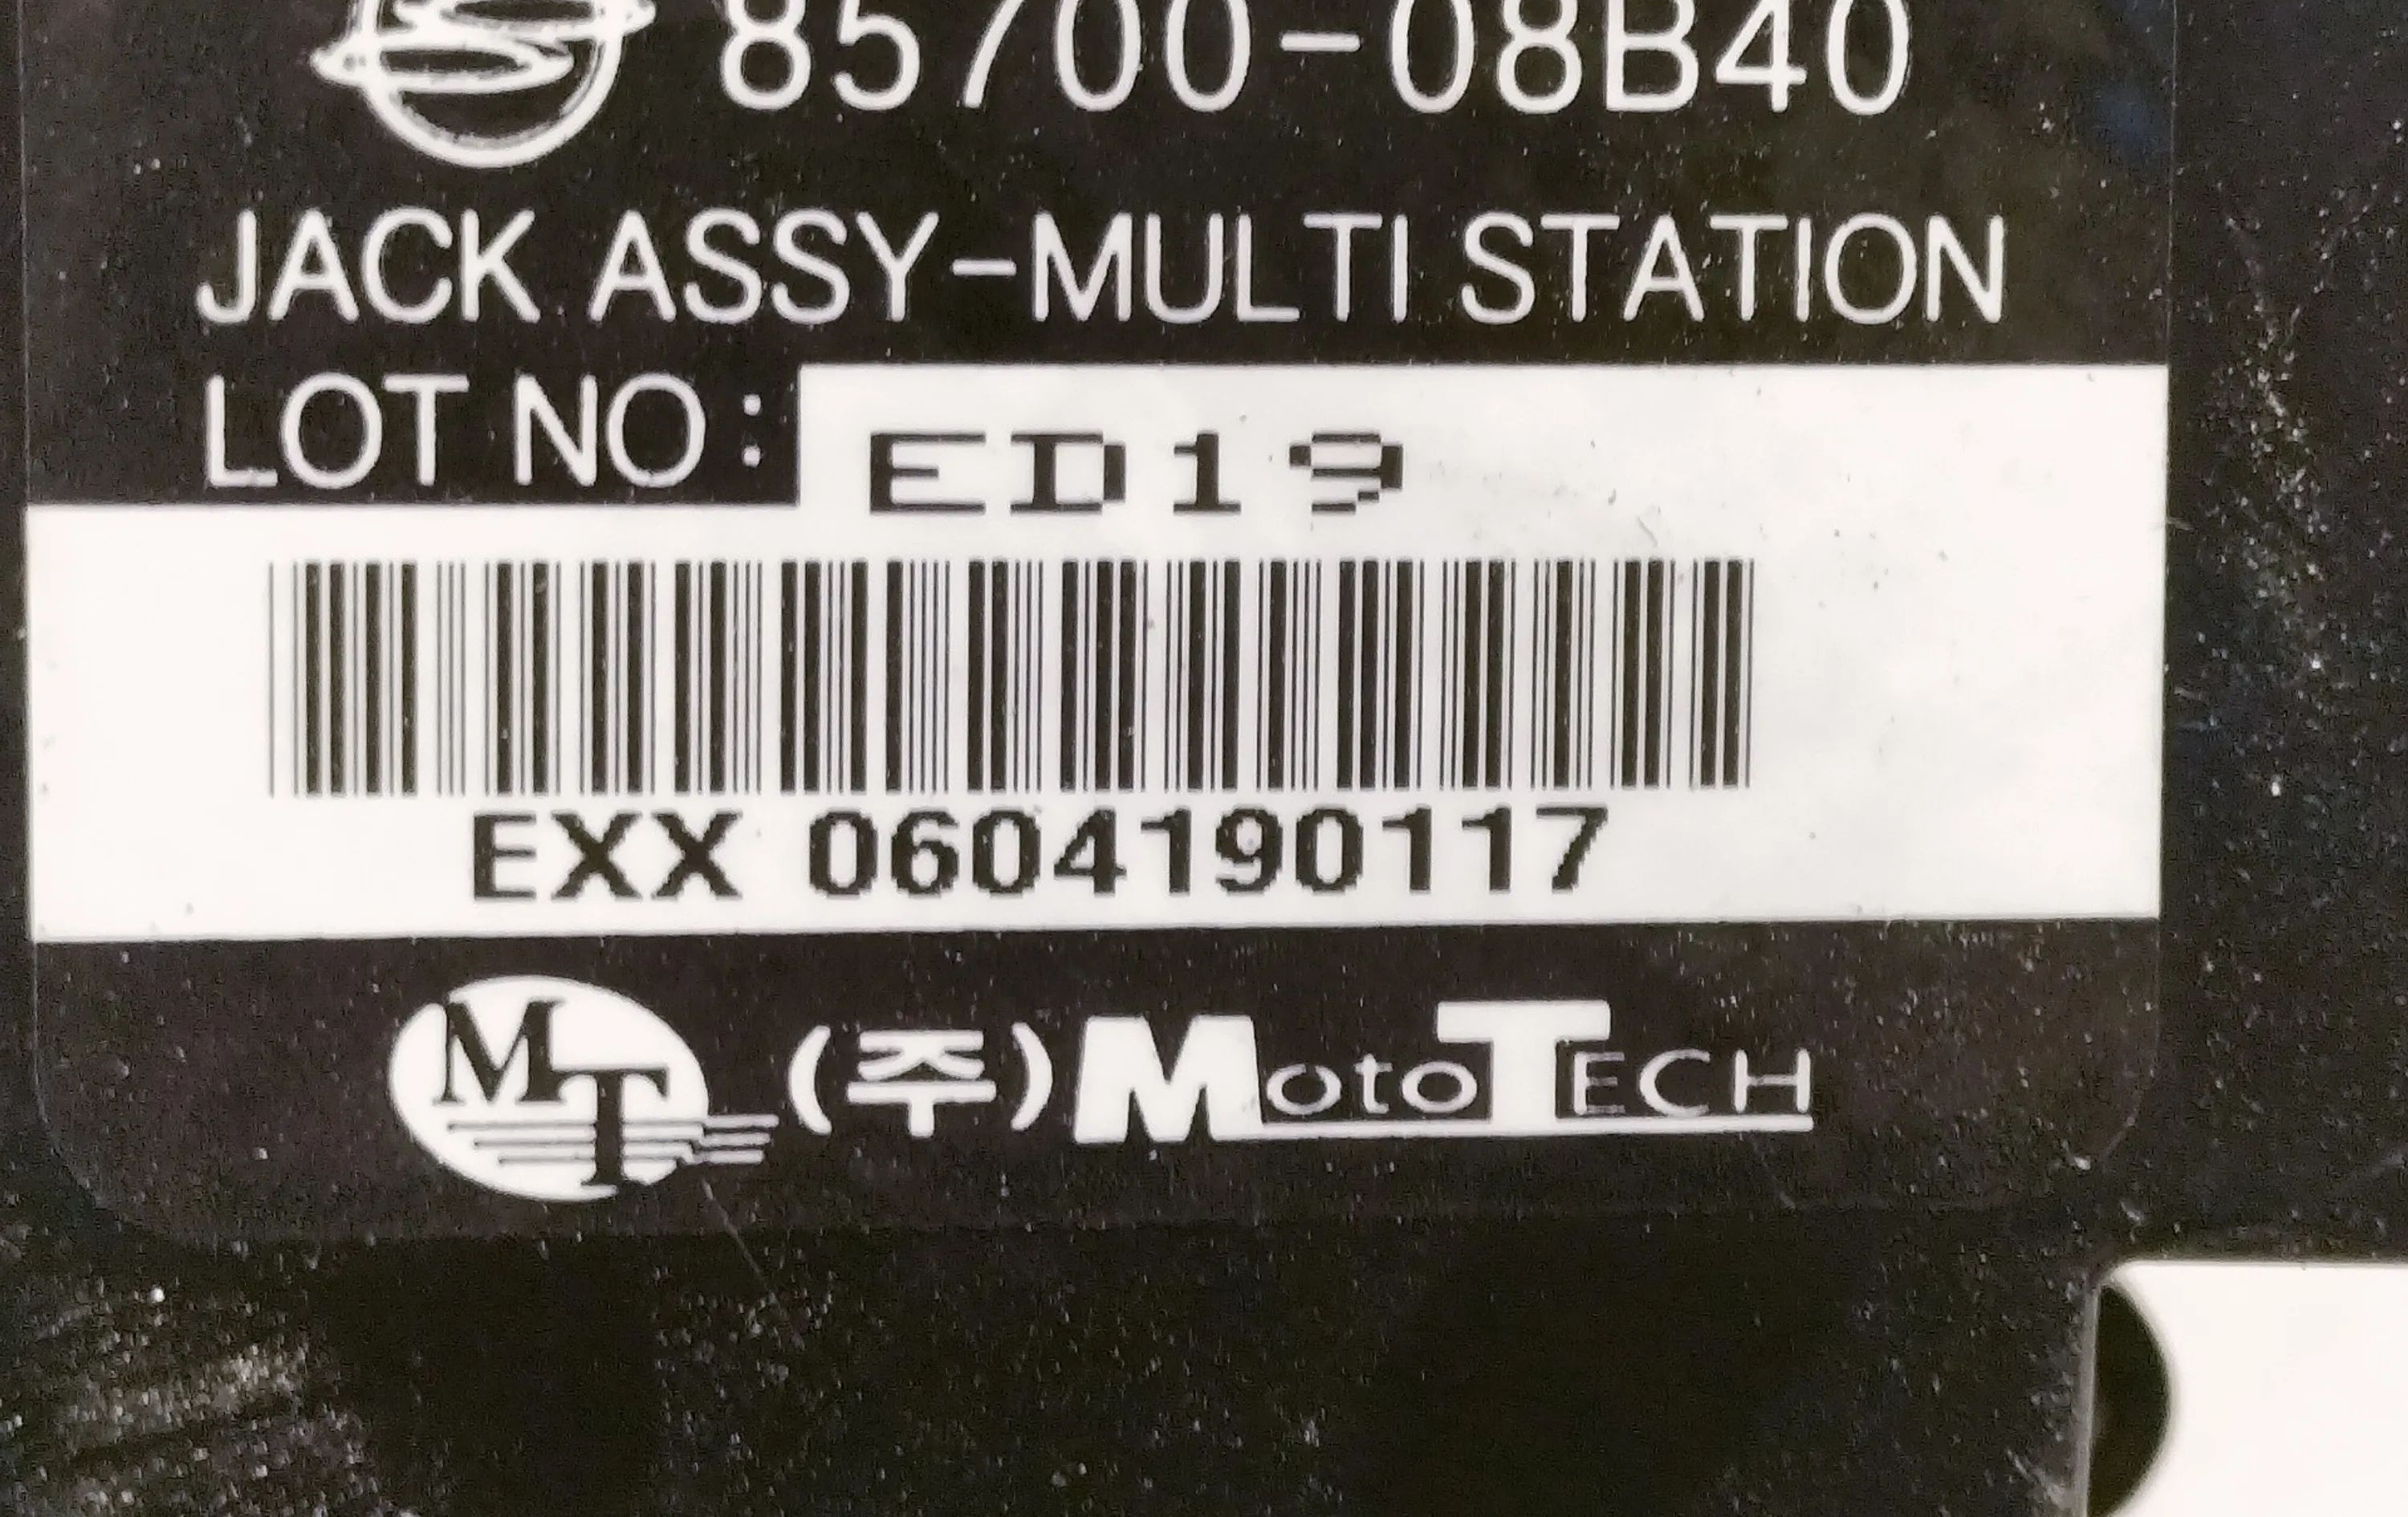 85700-08B40
JACK ASSY-MULTI STATION
LOT NO: ED19
EXX 0604190117
MT (주)MOTOTECH